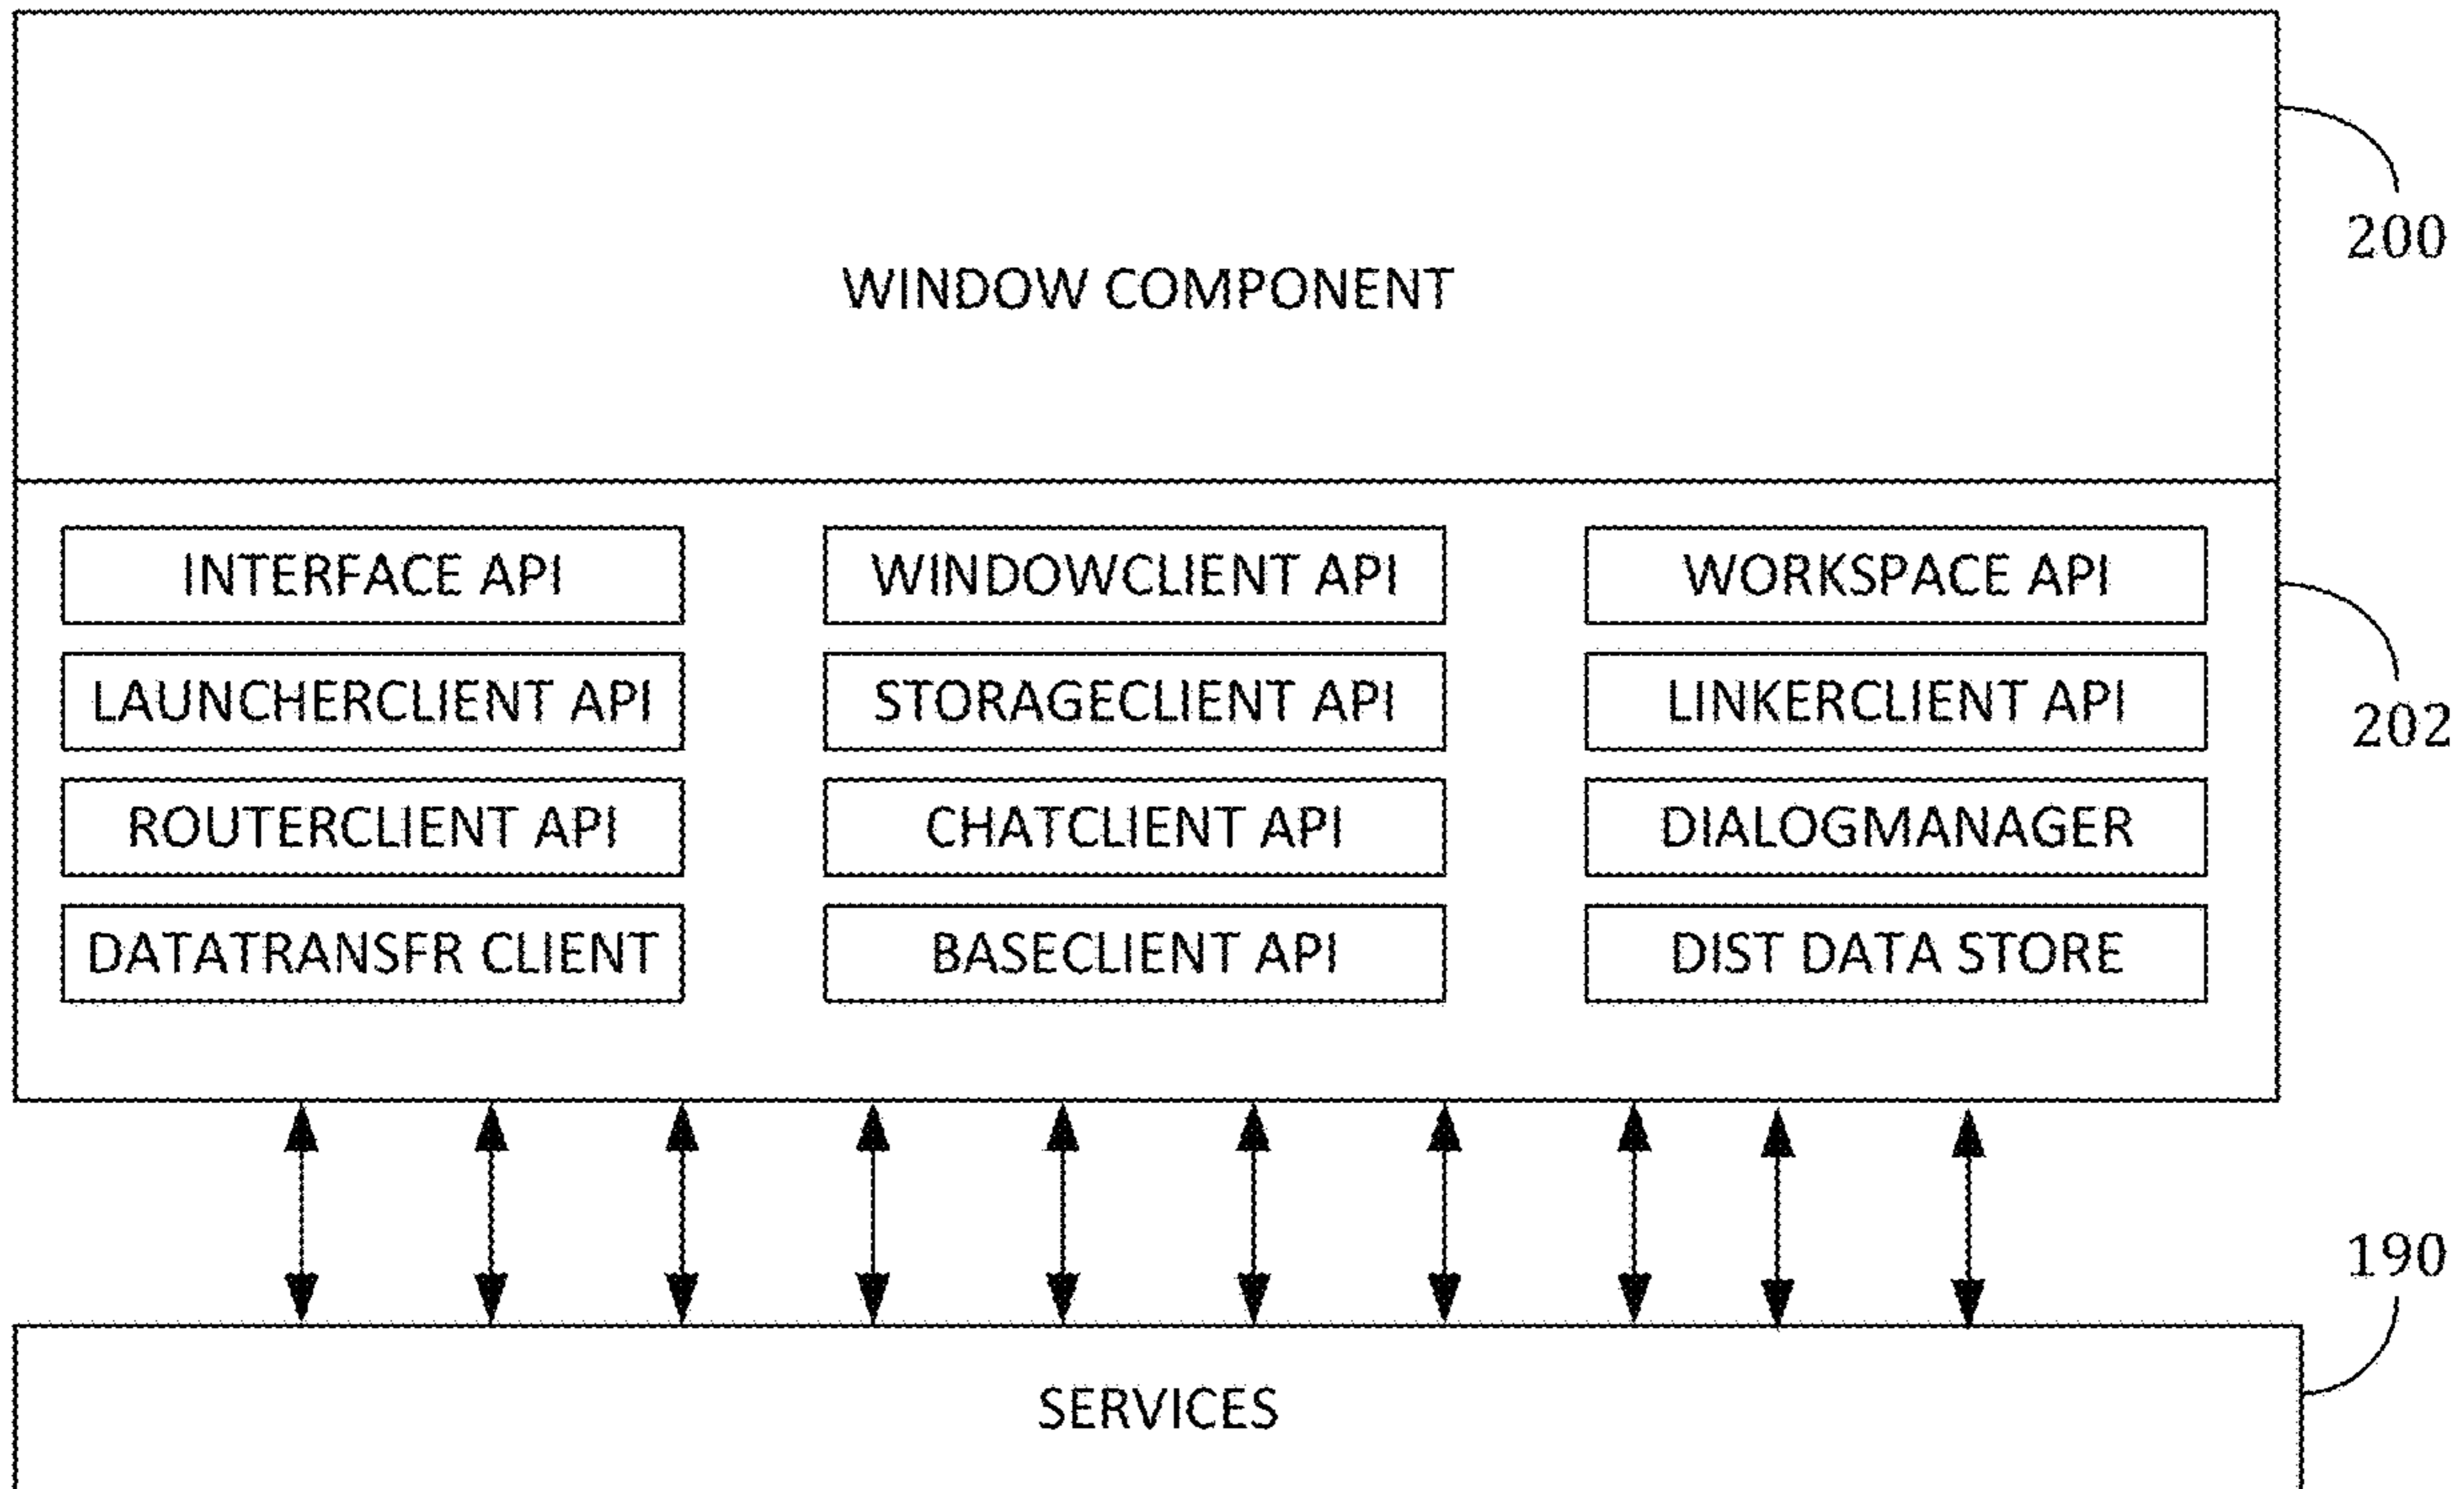 200
WINDOW COMPONENT
INTERFACE API
WINDOWCLIENT API
WORKSPACE API
LAUNCHERCLIENT API
STORAGECLIENT API
LINKERCLIENT API
202
ROUTERCLIENT API
CHATCLIENT API
DIALOGMANAGER
DATATRANSFR CLIENT
BASECLIENT API
DIST DATA STORE
190
SERVICES